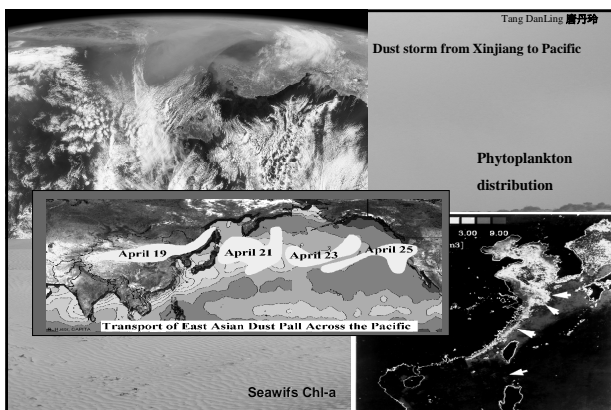 Tang DanLing 唐丹玲
Dust storm from Xinjiang to Pacific
Phytoplankton
distribution
3.00 9.00
April 19
April 21
April 23
April 25
Transport of East Asian Dust Pall Across the Pacific
Seawifs Chl-a